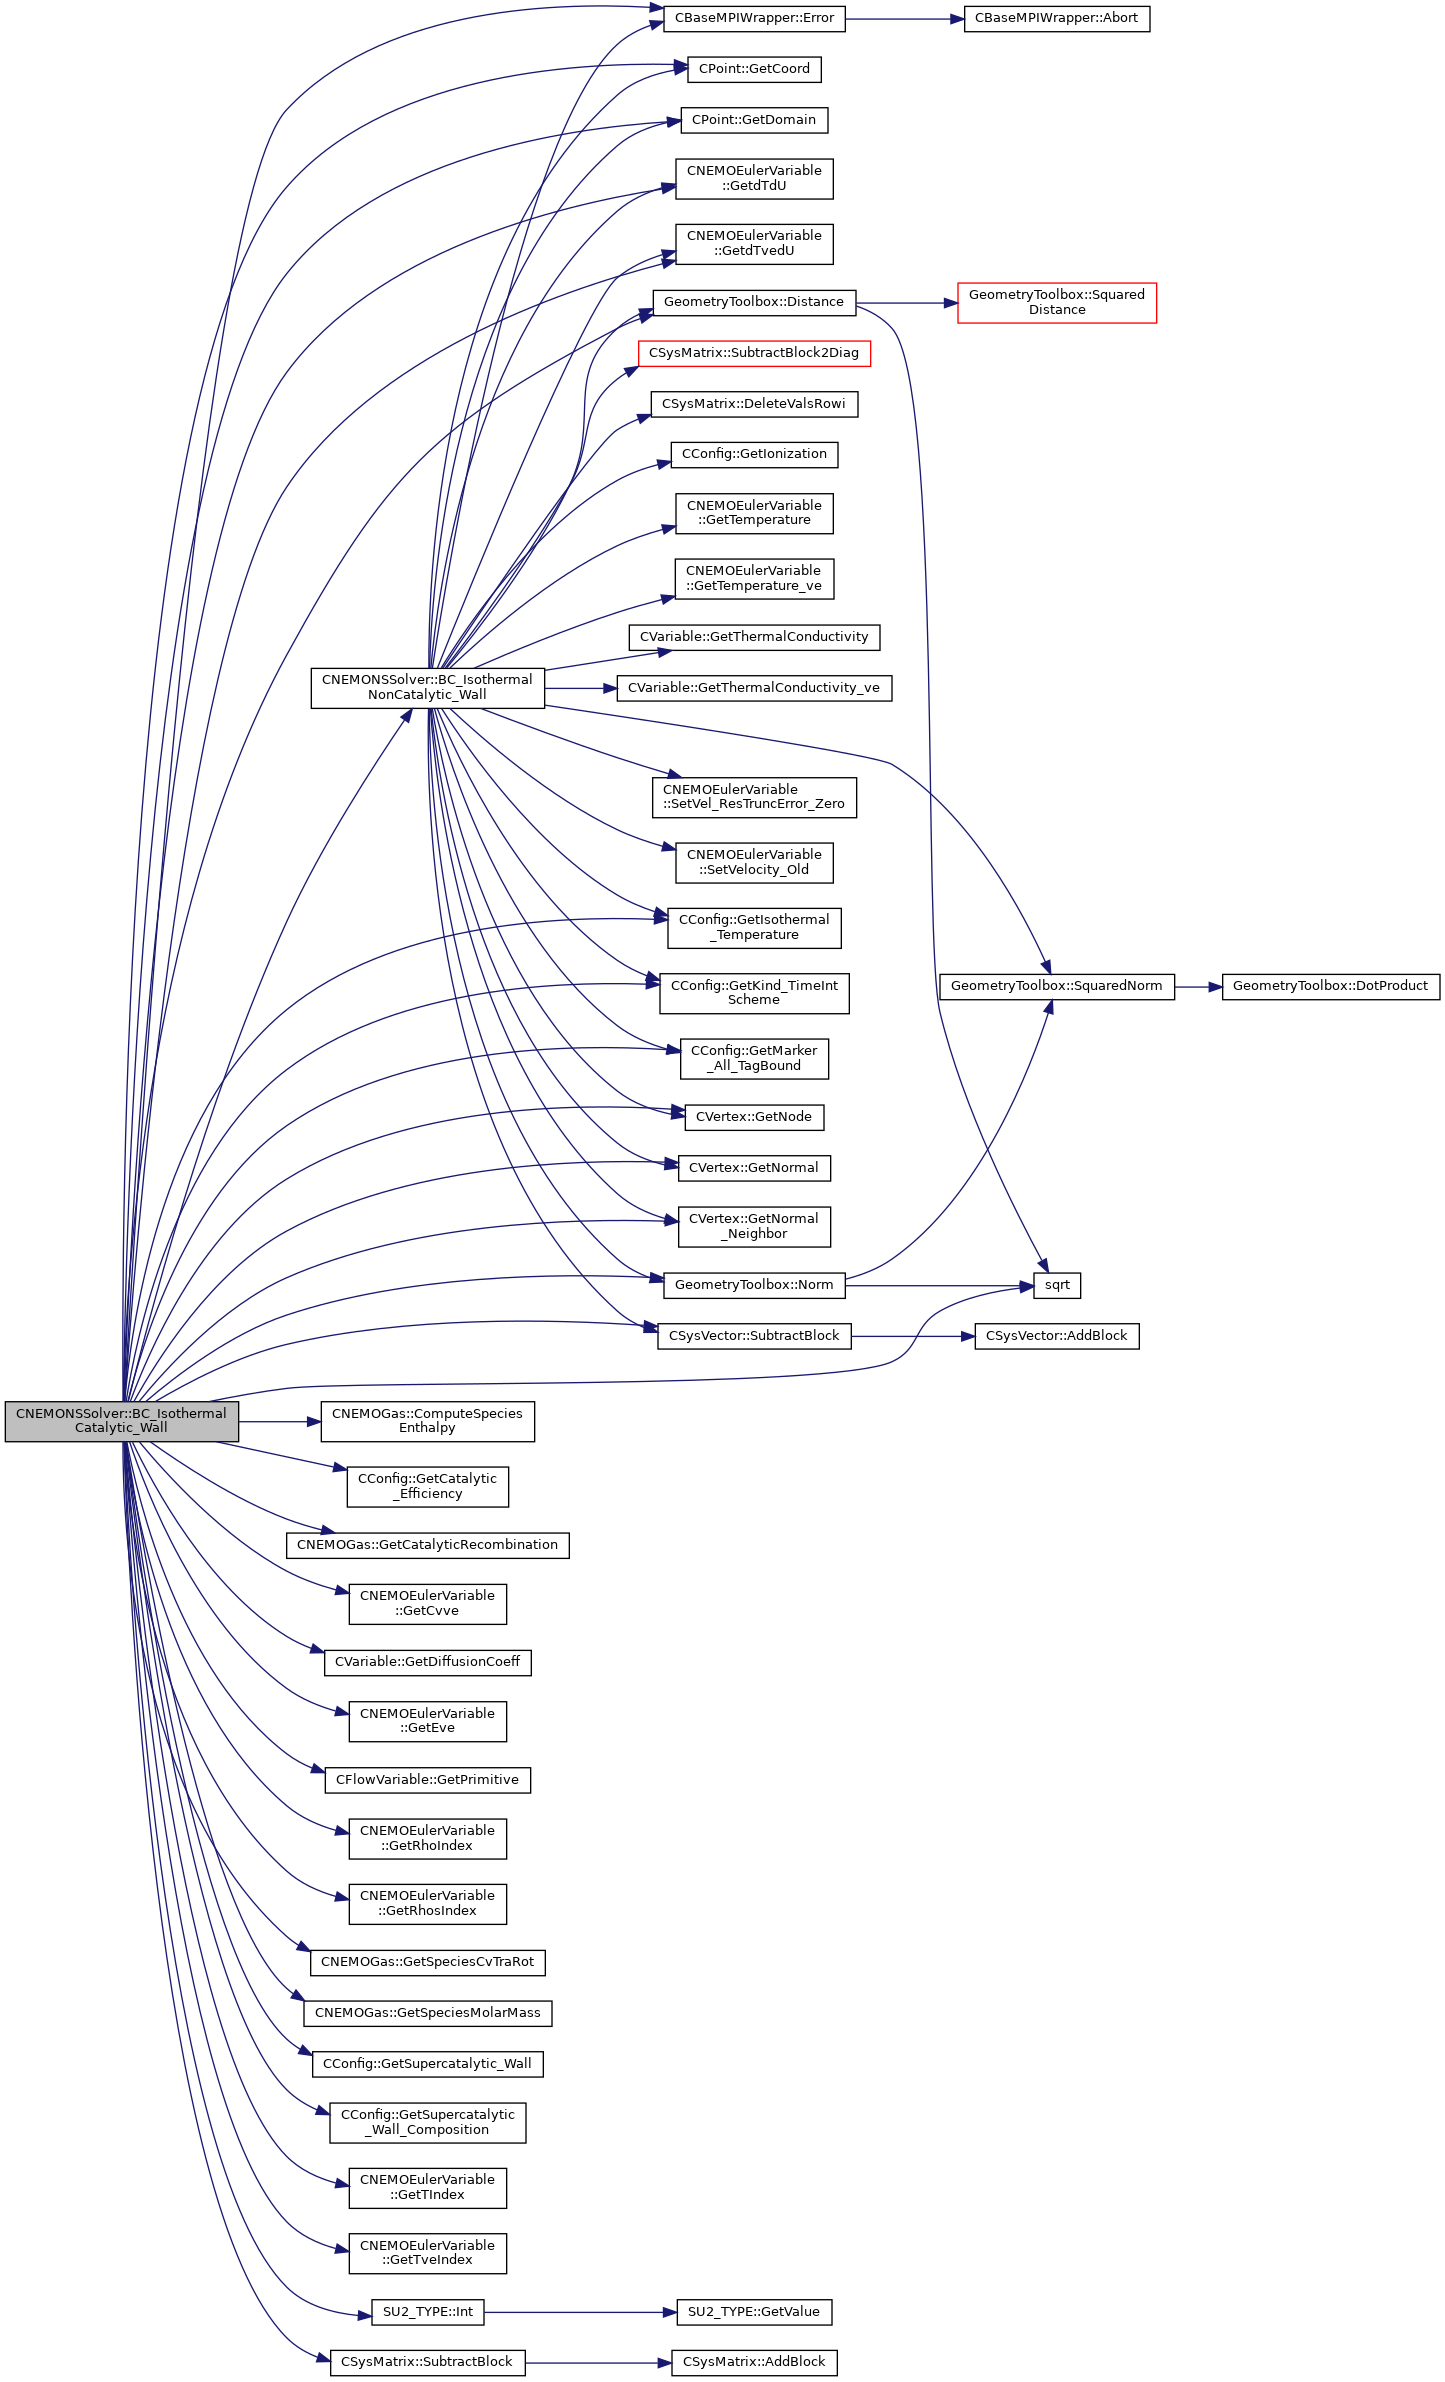 CBaseMPIWrapper::Error
CBaseMPIWrapper::Abort
CPoint::GetCoord
CPoint::GetDomain
CNEMOEulerVariable
::GetdTdU
CNEMOEulerVariable
::GetdTvedU
GeometryToolbox::Distance
GeometryToolbox::Squared
Distance
CSysMatrix::SubtractBlock2Diag
CSysMatrix::DeleteValsRowi
CConfig::GetIonization
CNEMOEulerVariable
::GetTemperature
CNEMOEulerVariable
::GetTemperature_ve
CVariable::GetThermalConductivity
CNEMONSSolver::BC_Isothermal
NonCatalytic_Wall
CVariable::GetThermalConductivity_ve
CNEMOEulerVariable
::SetVel_ResTruncError_Zero
CNEMOEulerVariable
::SetVelocity_Old
CConfig::GetIsothermal
_Temperature
CConfig::GetKind_TimeInt
Scheme
GeometryToolbox::SquaredNorm
GeometryToolbox::DotProduct
CConfig::GetMarker
_All_TagBound
CVertex::GetNode
CVertex::GetNormal
CVertex::GetNormal
_Neighbor
GeometryToolbox::Norm
sqrt
CSysVector::SubtractBlock
CSysVector::AddBlock
CNEMONSSolver::BC_Isothermal
Catalytic_Wall
CNEMOGas::ComputeSpecies
Enthalpy
CConfig::GetCatalytic
_Efficiency
CNEMOGas::GetCatalyticRecombination
CNEMOEulerVariable
::GetCvve
CVariable::GetDiffusionCoeff
CNEMOEulerVariable
::GetEve
CFlowVariable::GetPrimitive
CNEMOEulerVariable
::GetRhoIndex
CNEMOEulerVariable
::GetRhosIndex
CNEMOGas::GetSpeciesCvTraRot
CNEMOGas::GetSpeciesMolarMass
CConfig::GetSupercatalytic_Wall
CConfig::GetSupercatalytic
_Wall_Composition
CNEMOEulerVariable
::GetTIndex
CNEMOEulerVariable
::GetTveIndex
SU2_TYPE::Int
SU2_TYPE::GetValue
CSysMatrix::SubtractBlock
CSysMatrix::AddBlock